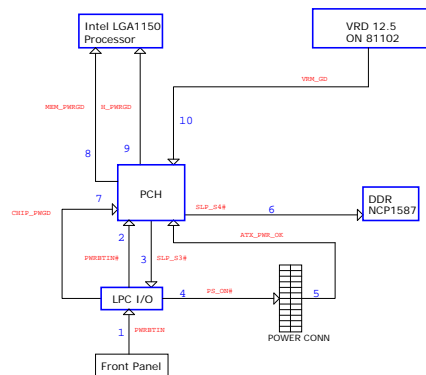 Intel LGA1150
Processor
VRD 12.5
ON 81102
VRM_GD
MEM_PWRGD
H_PWRGD
10
8
9
7
PCH
SLP_S4#
6
DDR
NCP1587
CHIP_PWGD
2
ATX_PWR_OK
PWRBTIN#
3
SLP_S3#
LPC I/O
4
PS_ON#
5
1
PWRBTIN
POWER CONN
Front Panel